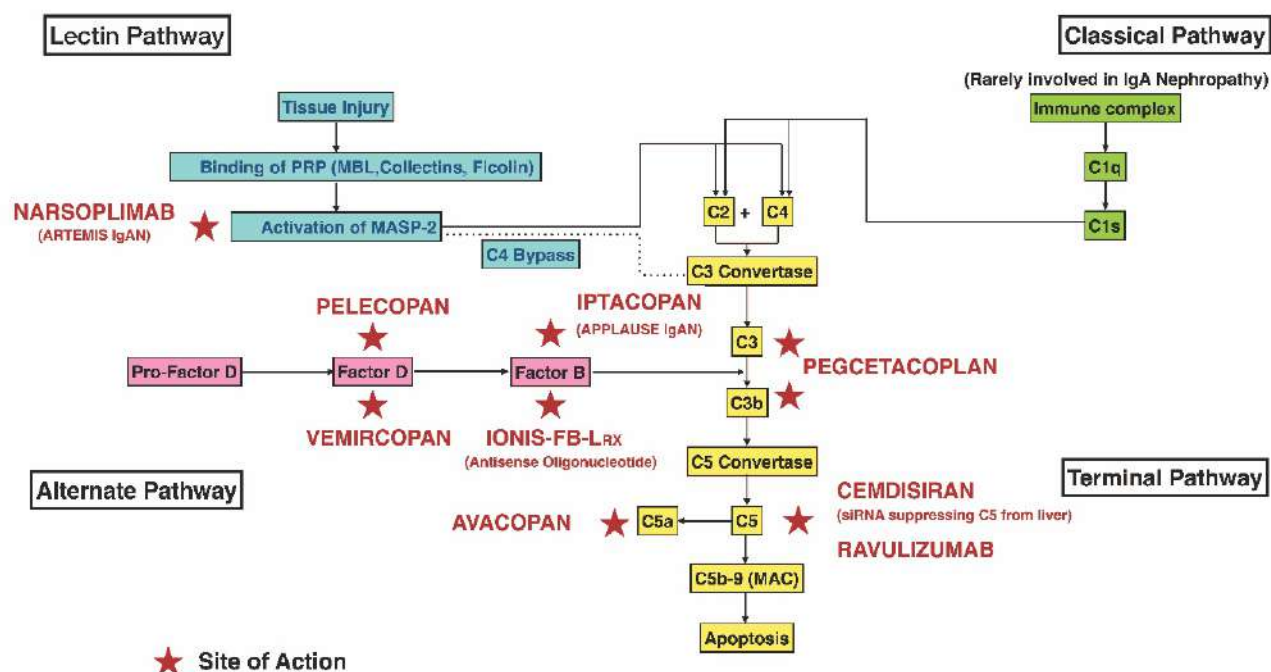 Lectin Pathway
Classical Pathway
(Rarely involved in IgA Nephropathy)
Tissue Injury
Immune complex
Binding of PRP (MBL,Collectins, Ficolin)
C1q
NARSOPLIMAB
(ARTEMIS IgAN)
Activation of MASP-2
C2 + C4
C1s
C4 Bypass
C3 Convertase
PELECOPAN
IPTACOPAN
(APPLAUSE IgAN)
C3
Pro-Factor D
Factor D
Factor B
PEGCETACOPLAN
C3b
VEMIRCOPAN
IONIS-FB-LRX
(Antisense Oligonucleotide)
C5 Convertase
Alternate Pathway
Terminal Pathway
CEMDISIRAN
(siRNA suppressing C5 from liver)
AVACOPAN
C5a
C5
RAVULIZUMAB
C5b-9 (MAC)
Apoptosis
Site of Action